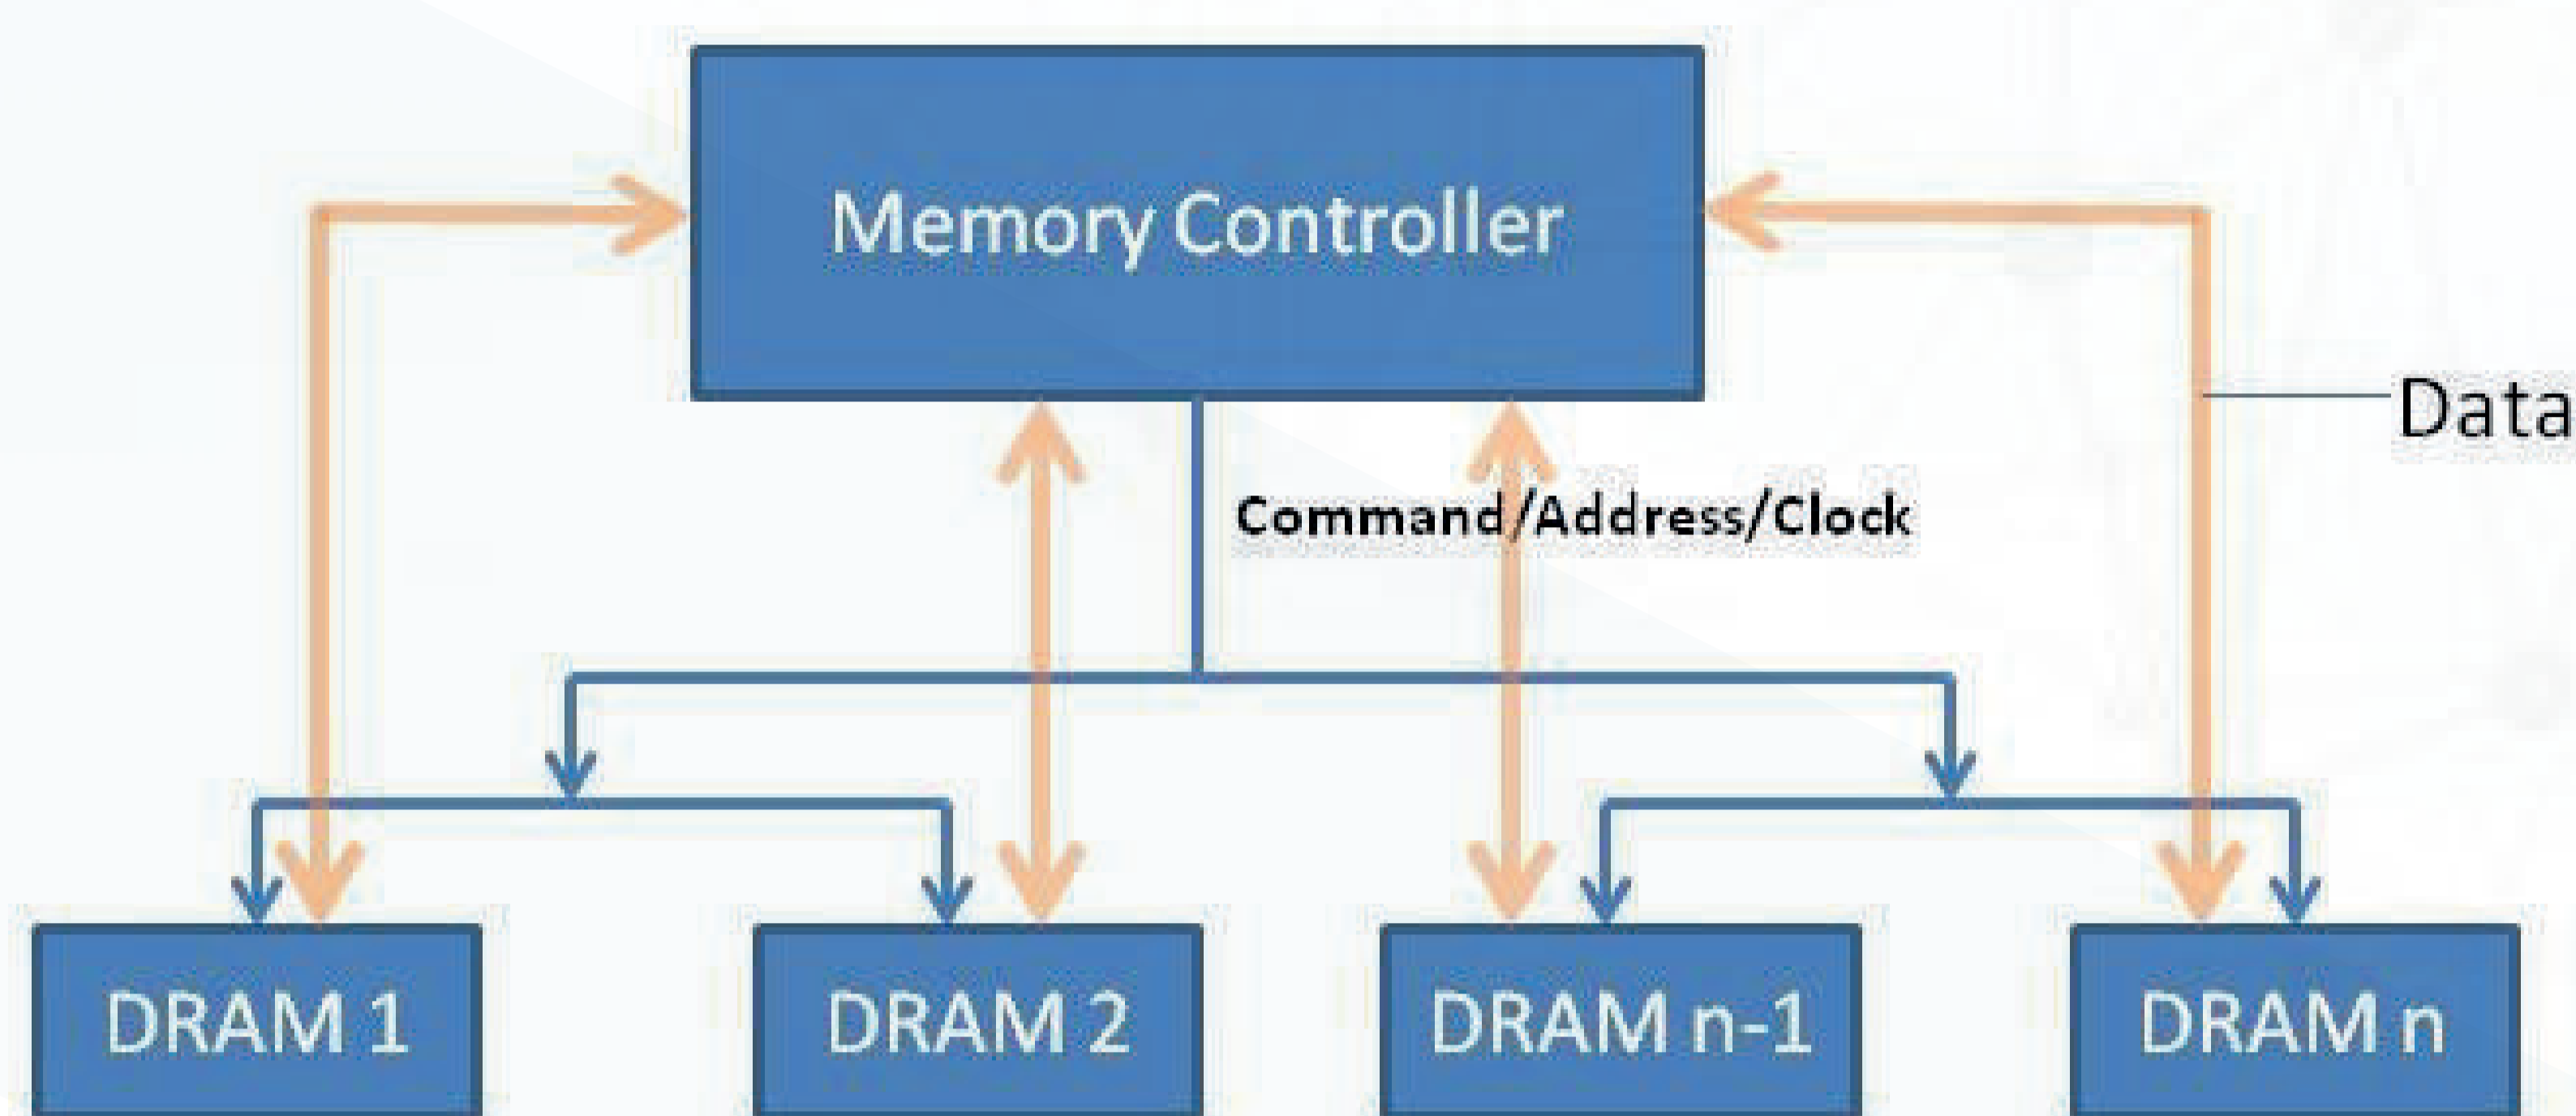 Memory Controller
Data
Command/Address/Clock
DRAM 1
DRAM 2
DRAM n-1
DRAM n